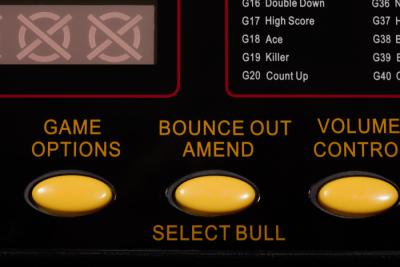 G16 Double Down
G17 High Score
G18 Ace
G19 Killer
G20 Count Up
G36
G37
G38
G39
G40
GAME
OPTIONS
BOUNCE OUT
AMEND
VOLUME
CONTRO
SELECT BULL